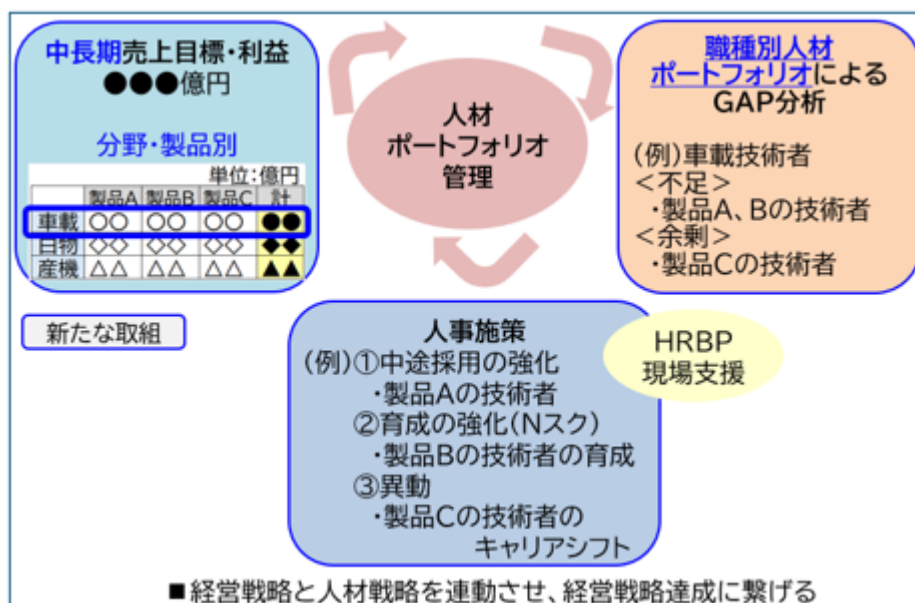 中長期売上目標・利益
●●●億円
分野・製品別
単位：億円
製品A 製品B 製品C 計
車載 ○○ ○○ ○○ ●●
白物 ◇◇ ◇◇ ◇◇ ◆◆
産機 △△ △△ △△ ▲▲
新たな取組
人材
ポートフォリオ
管理
職種別人材
ポートフォリオによる
GAP分析
(例)車載技術者
＜不足＞
・製品A、Bの技術者
＜余剰＞
・製品Cの技術者
人事施策
(例)①中途採用の強化
・製品Aの技術者
②育成の強化(Nスク)
・製品Bの技術者の育成
③異動
・製品Cの技術者の
キャリアシフト
HRBP
現場支援
■経営戦略と人材戦略を連動させ、経営戦略達成に繋げる